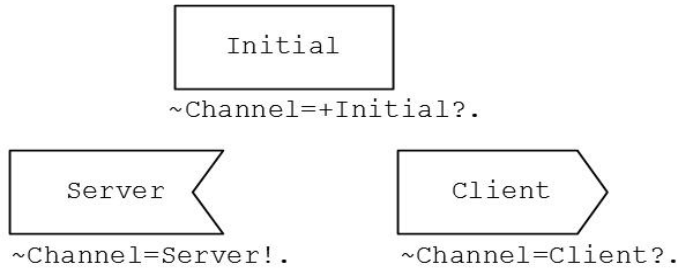 Initial
~Channel=+Initial?.
Server
Client
~Channel=Server!.
~Channel=Client?.